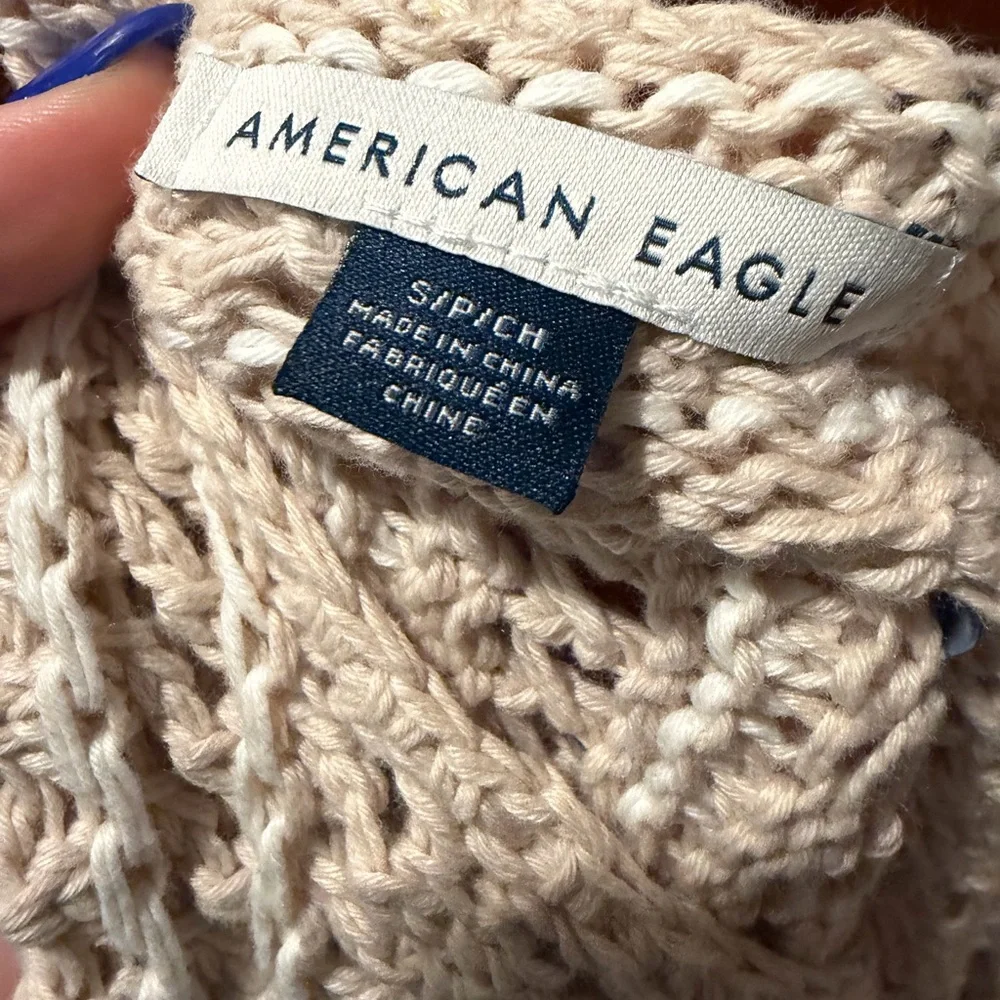 AMERICAN EAGLE
S/P/CH
MADE IN CHINA
FABRIQUÉ EN
CHINE